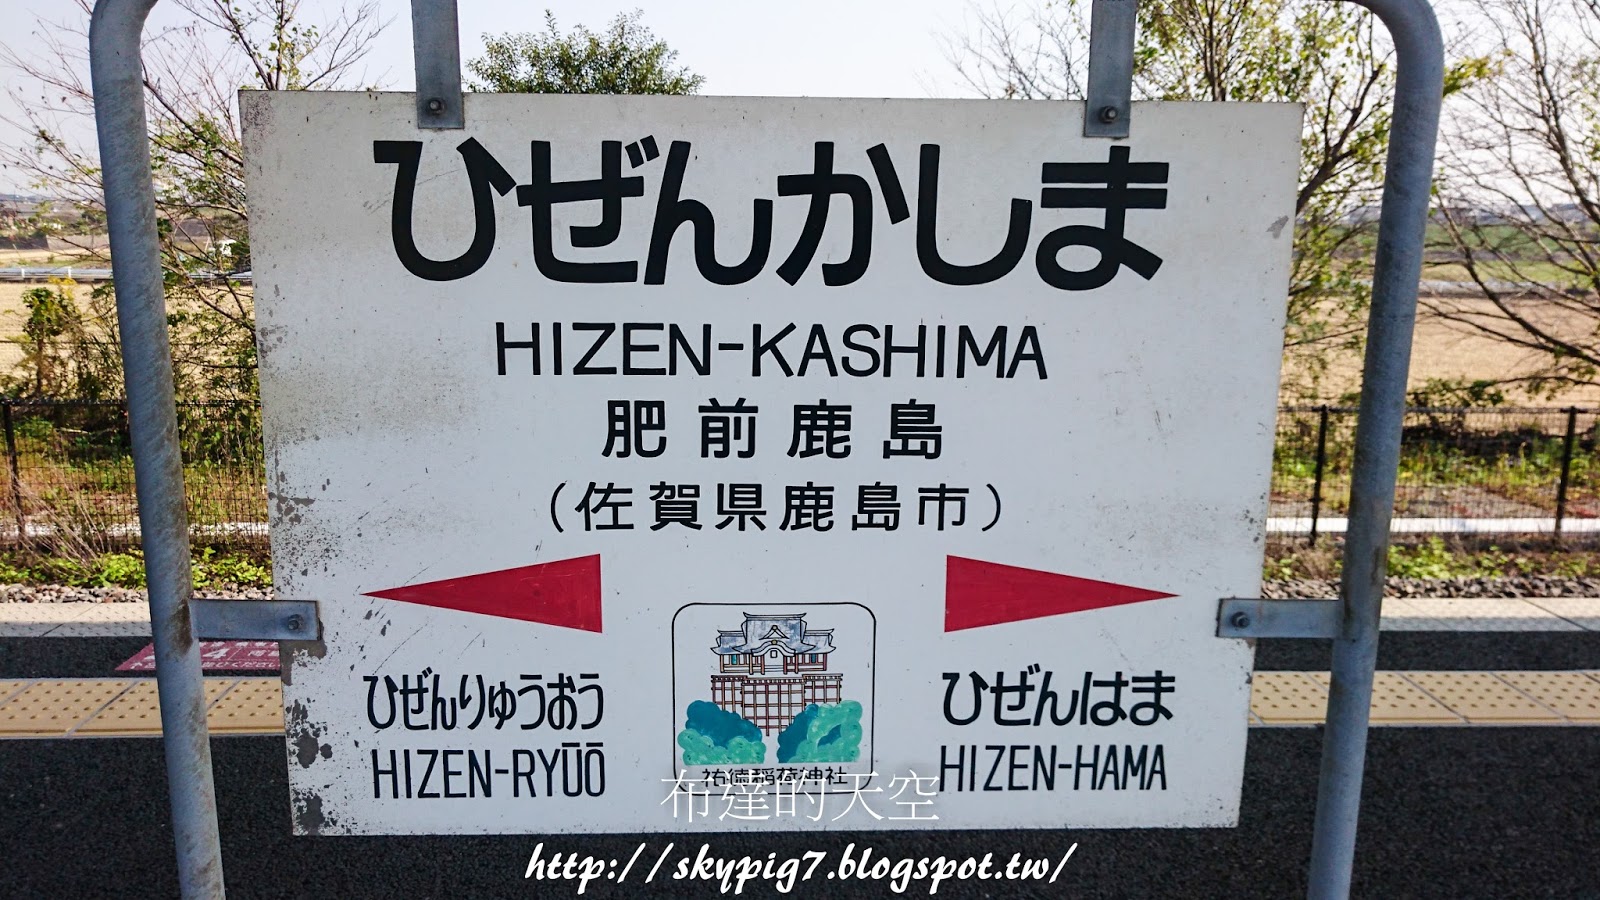 ひぜんかしま
HIZEN-KASHIMA
肥前鹿島
(佐賀県鹿島市)
ひぜんりゅうおう
HIZEN-RYŪŌ
ひぜんはま
HIZEN-HAMA
祐徳稲荷神社
布達的天空
http://skypig7.blogspot.tw/
4